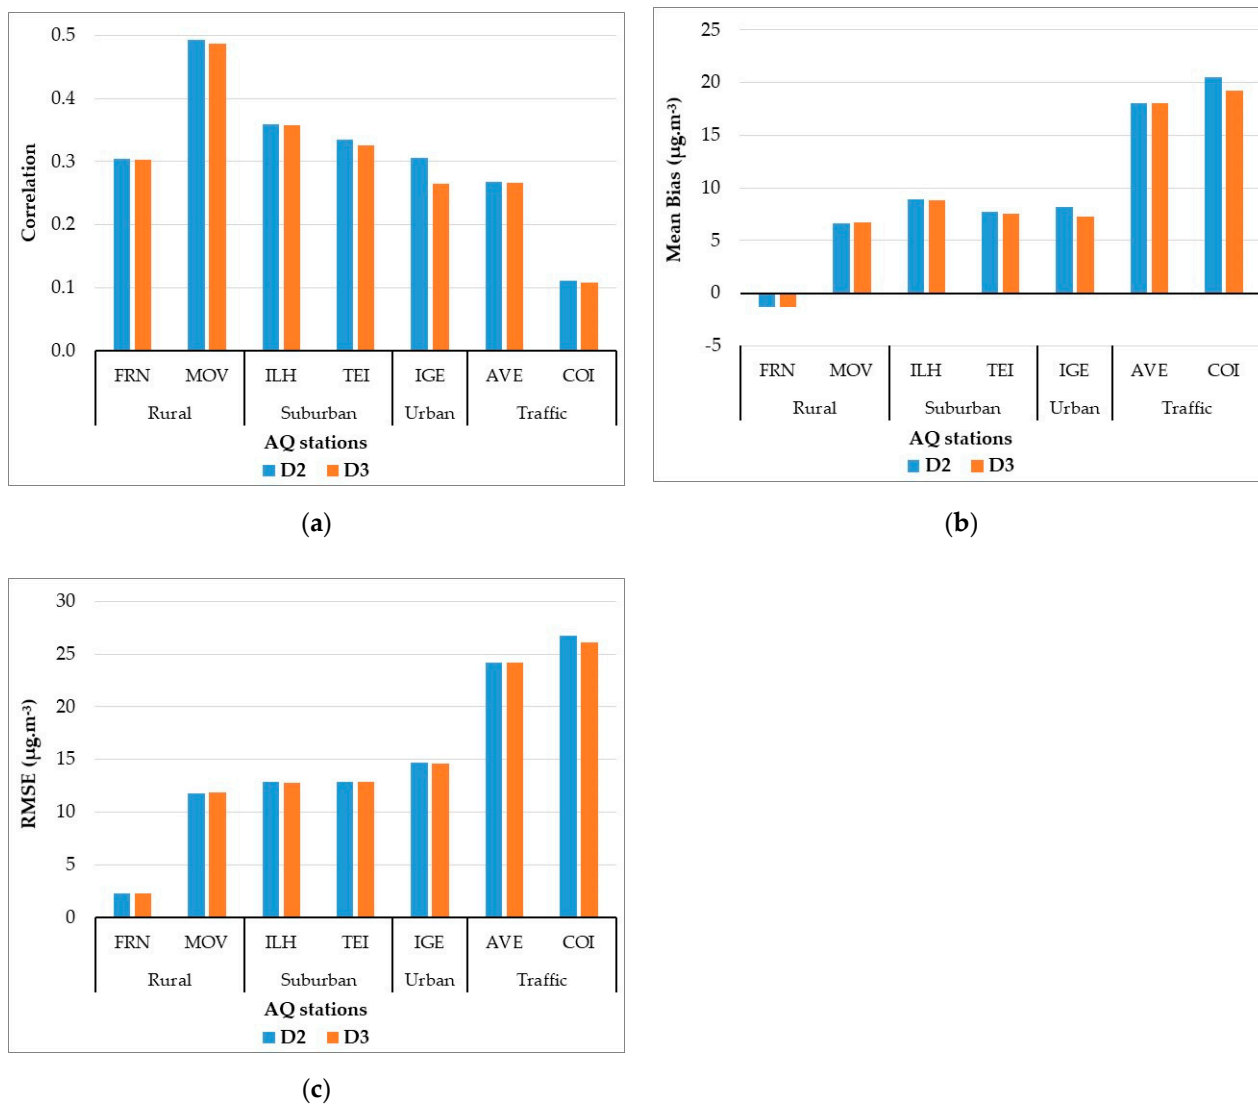 0.5
0.4
0.3
0.2
0.1
0.0
Correlation
FRN MOV ILH TEI IGE AVE COI
Rural Suburban Urban Traffic
AQ stations
D2 D3
(a)
25
20
15
10
5
0
-5
Mean Bias (µg.m-3)
FRN MOV ILH TEI IGE AVE COI
Rural Suburban Urban Traffic
AQ stations
D2 D3
(b)
30
25
20
15
10
5
0
RMSE (µg.m-3)
FRN MOV ILH TEI IGE AVE COI
Rural Suburban Urban Traffic
AQ stations
D2 D3
(c)